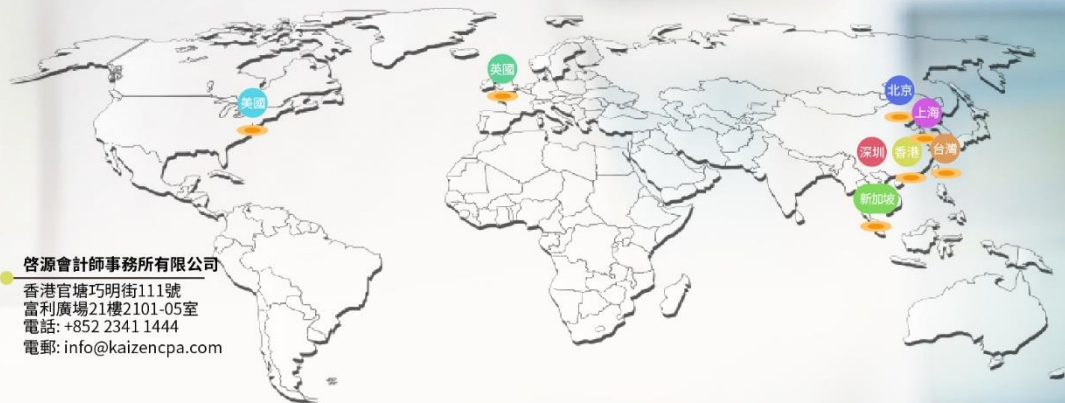 英國
美國
北京
上海
深圳
香港
台灣
新加坡
啓源會計師事務所有限公司
香港官塘巧明街111號
富利廣場21樓2101-05室
電話: +852 2341 1444
電郵: info@kaizencpa.com